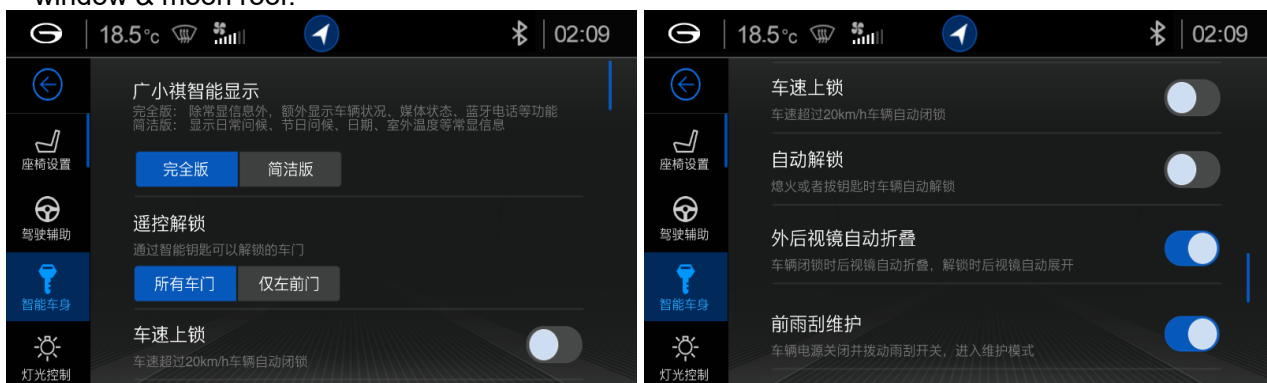 window & moon roof.
18.5°c
02:09
座椅设置
驾驶辅助
智能车身
灯光控制
广小祺智能显示
完全版： 除常显信息外，额外显示车辆状况、媒体状态、蓝牙电话等功能
简洁版： 显示日常问候、节日问候、日期、室外温度等常显信息
完全版 简洁版
遥控解锁
通过智能钥匙可以解锁的车门
所有车门 仅左前门
车速上锁
车速超过20km/h车辆自动闭锁
18.5°c
02:09
座椅设置
驾驶辅助
智能车身
灯光控制
车速上锁
车速超过20km/h车辆自动闭锁
自动解锁
熄火或者拔钥匙时车辆自动解锁
外后视镜自动折叠
车辆闭锁时后视镜自动折叠，解锁时后视镜自动展开
前雨刮维护
车辆电源关闭并拨动雨刮开关，进入维护模式